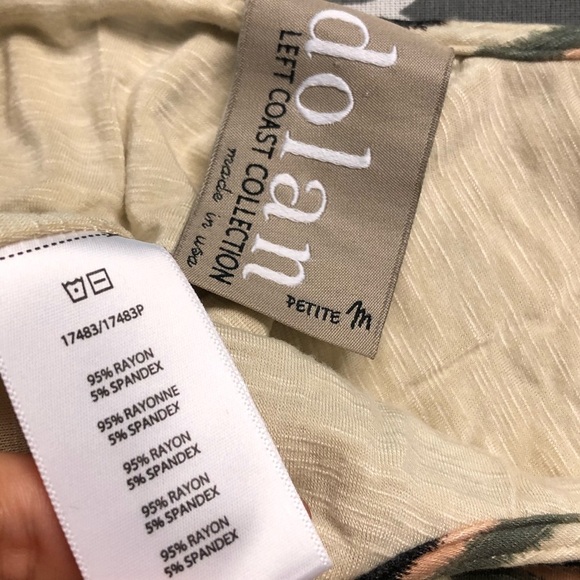 dolan
LEFT COAST COLLECTION
made in usa
PETITE M
17483/17483P
95% RAYON
5% SPANDEX
95% RAYONNE
5% SPANDEX
95% RAYON
5% SPANDEX
95% RAYON
5% SPANDEX
95% RAYON
5% SPANDEX